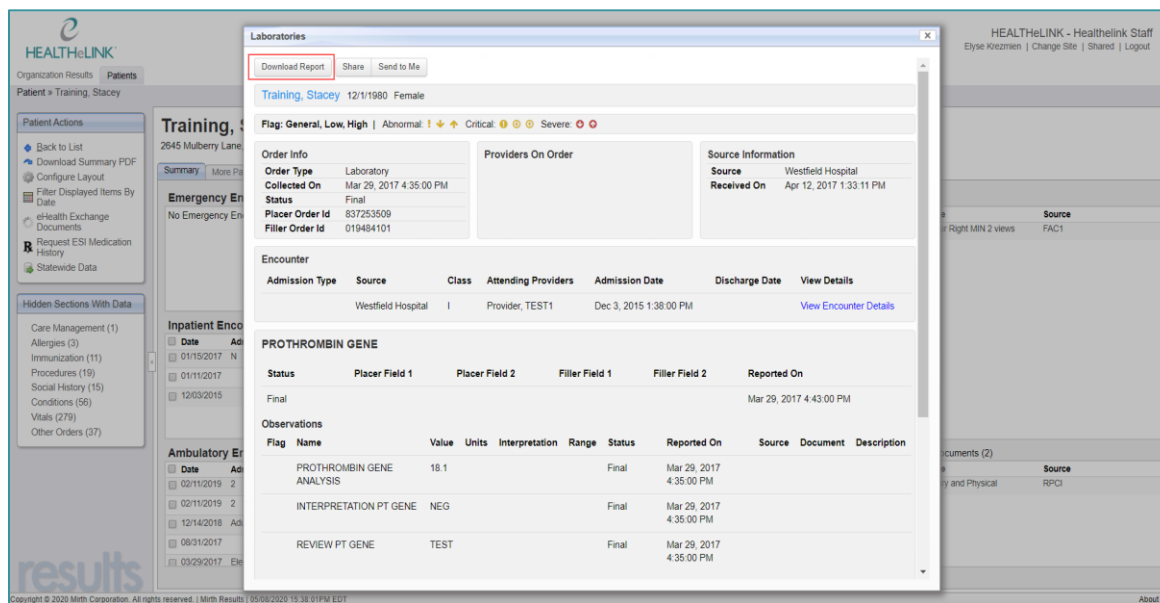 HEALTHeLINK
HEALTHeLINK - Healthelink Staff
Elyse Krezmien | Change Site | Shared | Logout
Organization Results Patients
Patient » Training, Stacey
Patient Actions
Back to List
Download Summary PDF
Configure Layout
Filter Displayed Items By
Date
eHealth Exchange
Documents
Request ESI Medication
History
Statewide Data
Hidden Sections With Data
Care Management (1)
Allergies (3)
Immunization (11)
Procedures (19)
Social History (15)
Conditions (56)
Vitals (279)
Other Orders (37)
results
Training,
2645 Mulberry Lane,
Summary More Pa
Emergency En
No Emergency En
Inpatient Enco
Date Ad
01/15/2017 N
01/11/2017
12/03/2015
Ambulatory E
Date Ad
02/11/2019 2
02/11/2019 2
12/14/2018 Ad
08/31/2017
03/29/2017 Ele
Laboratories X
Download Report Share Send to Me
Training, Stacey 12/1/1980 Female
Flag: General, Low, High | Abnormal: ! Critical: Severe:
Order Info
Order Type Laboratory
Collected On Mar 29, 2017 4:35:00 PM
Status Final
Placer Order Id 837253509
Filler Order Id 019484101
Providers On Order
Source Information
Source Westfield Hospital
Received On Apr 12, 2017 1:33:11 PM
Encounter
Admission Type Source Class Attending Providers Admission Date Discharge Date View Details
Westfield Hospital I Provider, TEST1 Dec 3, 2015 1:38:00 PM View Encounter Details
PROTHROMBIN GENE
Status Placer Field 1 Placer Field 2 Filler Field 1 Filler Field 2 Reported On
Final Mar 29, 2017 4:43:00 PM
Observations
Flag Name Value Units Interpretation Range Status Reported On Source Document Description
PROTHROMBIN GENE 18.1 Final Mar 29, 2017
ANALYSIS 4:35:00 PM
INTERPRETATION PT GENE NEG Final Mar 29, 2017
4:35:00 PM
REVIEW PT GENE TEST Final Mar 29, 2017
4:35:00 PM
Source
r Right MIN 2 views FAC1
ocuments (2)
Source
ry and Physical RPCI
Copyright © 2020 Mirth Corporation. All rights reserved. | Mirth Results | 05/08/2020 15:38:01PM EDT
About